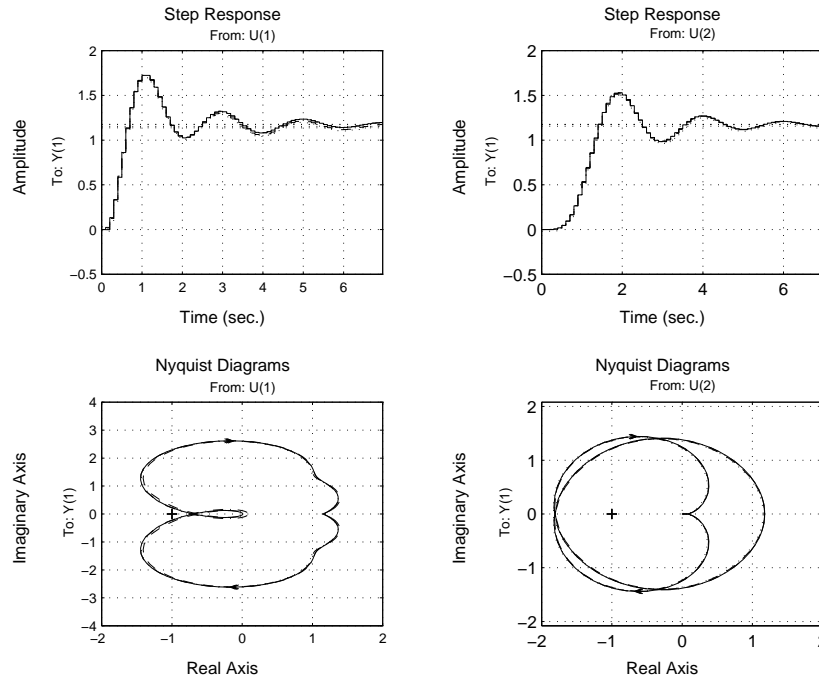 Step Response
From: U(1)
Amplitude
To: Y(1)
2
1.5
1
0.5
0
−0.5
0 1 2 3 4 5 6
Time (sec.)
Step Response
From: U(2)
Amplitude
To: Y(1)
2
1.5
1
0.5
0
−0.5
0 2 4 6
Time (sec.)
Nyquist Diagrams
From: U(1)
Imaginary Axis
To: Y(1)
4
3
2
1
0
−1
−2
−3
−4
−2 −1 0 1 2
Real Axis
Nyquist Diagrams
From: U(2)
Imaginary Axis
To: Y(1)
2
1
0
−1
−2
−2 −1 0 1 2
Real Axis